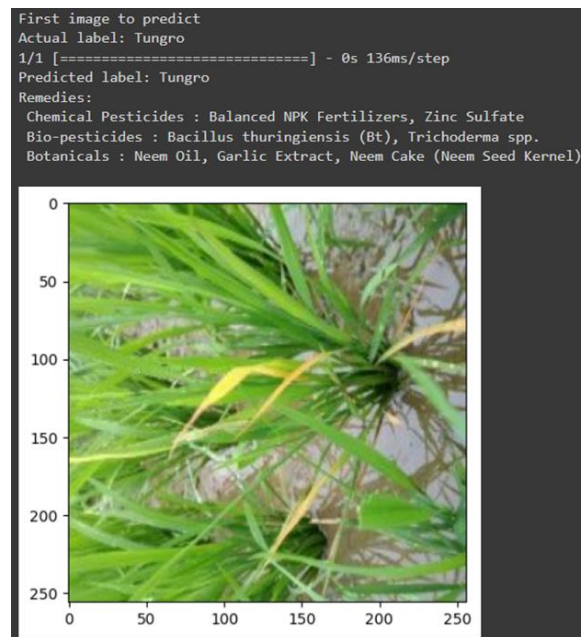 First image to predict
Actual label: Tungro
1/1 [==============================] - 0s 136ms/step
Predicted label: Tungro
Remedies:
Chemical Pesticides : Balanced NPK Fertilizers, Zinc Sulfate
Bio-pesticides : Bacillus thuringiensis (Bt), Trichoderma spp.
Botanicals : Neem Oil, Garlic Extract, Neem Cake (Neem Seed Kernel)
0
50
100
150
200
250
0 50 100 150 200 250